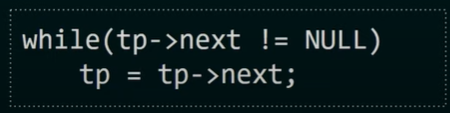 while(tp->next != NULL)
    tp = tp->next;